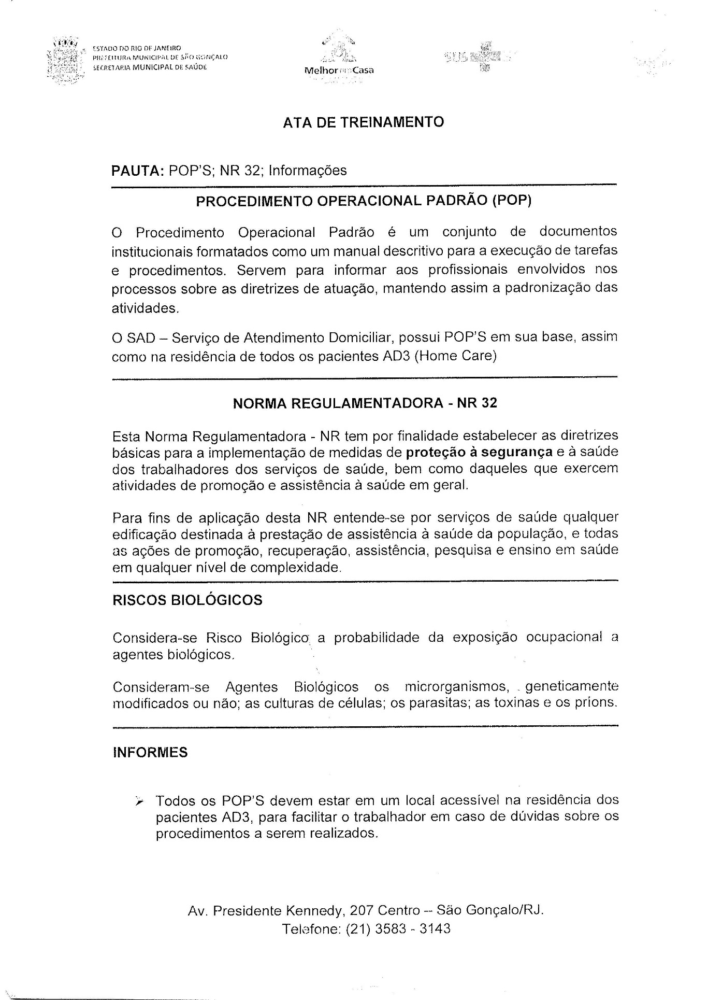 ESTADO DO RIO DE JANEIRO
PREFEITURA MUNICIPAL DE SÃO GONÇALO
SECRETARIA MUNICIPAL DE SAÚDE
Melhor em Casa
SUS
ATA DE TREINAMENTO
PAUTA: POP'S; NR 32; Informações
PROCEDIMENTO OPERACIONAL PADRÃO (POP)
O Procedimento Operacional Padrão é um conjunto de documentos
institucionais formatados como um manual descritivo para a execução de tarefas
e procedimentos. Servem para informar aos profissionais envolvidos nos
processos sobre as diretrizes de atuação, mantendo assim a padronização das
atividades.
O SAD – Serviço de Atendimento Domiciliar, possui POP'S em sua base, assim
como na residência de todos os pacientes AD3 (Home Care)
NORMA REGULAMENTADORA - NR 32
Esta Norma Regulamentadora - NR tem por finalidade estabelecer as diretrizes
básicas para a implementação de medidas de proteção à segurança e à saúde
dos trabalhadores dos serviços de saúde, bem como daqueles que exercem
atividades de promoção e assistência à saúde em geral.
Para fins de aplicação desta NR entende-se por serviços de saúde qualquer
edificação destinada à prestação de assistência à saúde da população, e todas
as ações de promoção, recuperação, assistência, pesquisa e ensino em saúde
em qualquer nível de complexidade.
RISCOS BIOLÓGICOS
Considera-se Risco Biológico a probabilidade da exposição ocupacional a
agentes biológicos.
Consideram-se Agentes Biológicos os microrganismos, geneticamente
modificados ou não; as culturas de células; os parasitas; as toxinas e os príons.
INFORMES
➢ Todos os POP'S devem estar em um local acessível na residência dos
pacientes AD3, para facilitar o trabalhador em caso de dúvidas sobre os
procedimentos a serem realizados.
Av. Presidente Kennedy, 207 Centro – São Gonçalo/RJ.
Telefone: (21) 3583 - 3143